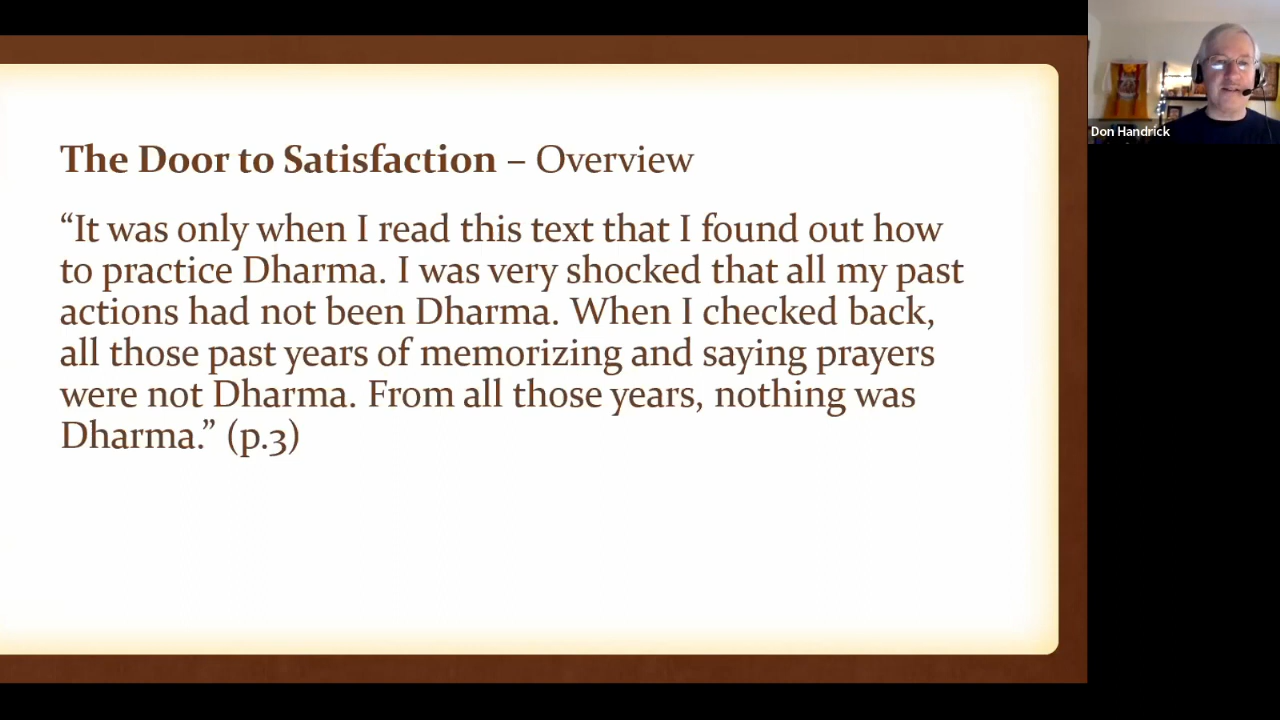 The Door to Satisfaction – Overview
“It was only when I read this text that I found out how
to practice Dharma. I was very shocked that all my past
actions had not been Dharma. When I checked back,
all those past years of memorizing and saying prayers
were not Dharma. From all those years, nothing was
Dharma.” (p.3)
Don Handrick